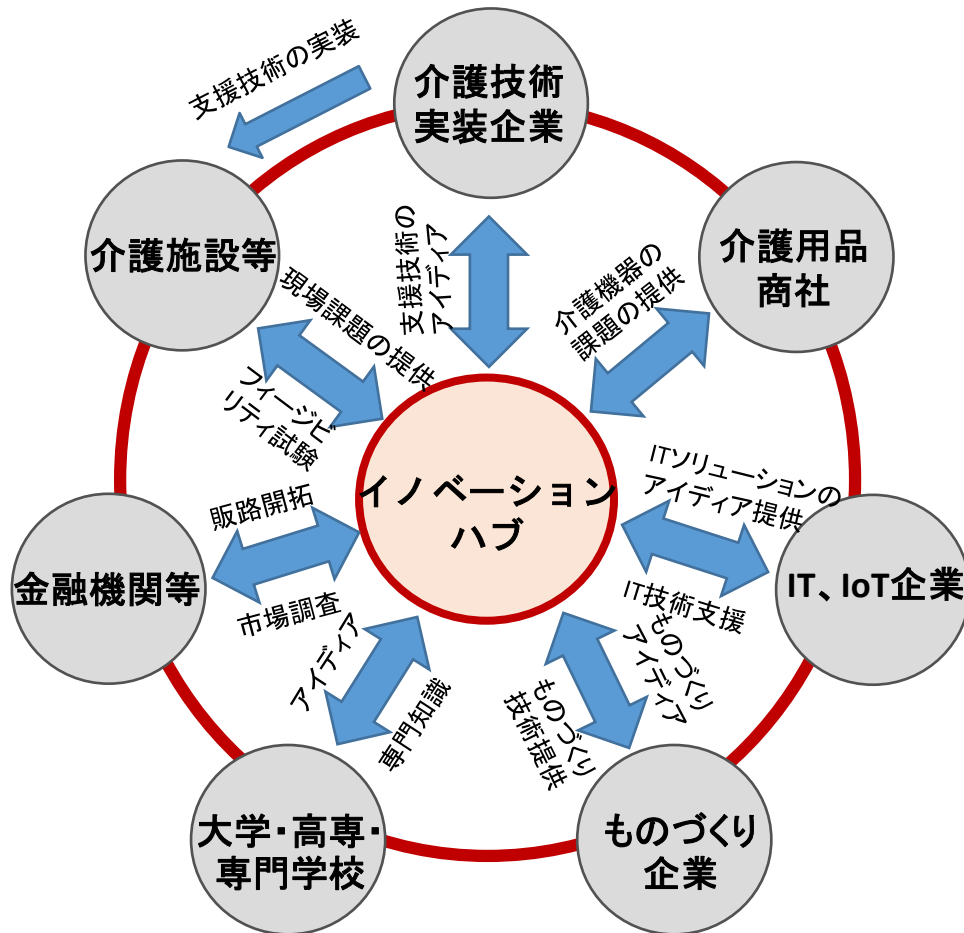 支援技術の実装
介護技術
実装企業
介護施設等
介護用品
商社
支援技術の
アイディア
介護機器の
課題の提供
現場課題の提供
フィージビ
リティ試験
イノベーション
ハブ
ITソリューションの
アイディア提供
IT技術支援
IT、IoT企業
販路開拓
市場調査
金融機関等
アイディア
専門知識
ものづくり
アイディア
ものづくり
技術提供
大学・高専・
専門学校
ものづくり
企業